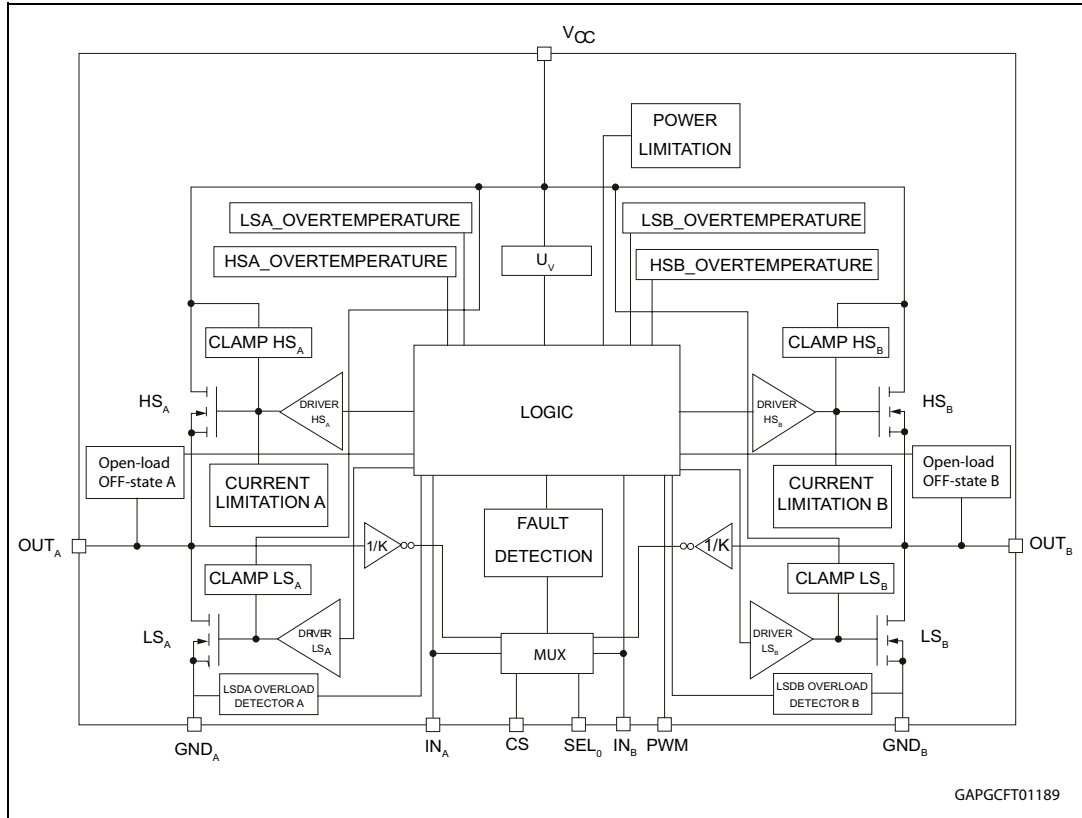 VCC
POWER
LIMITATION
LSA_OVERTEMPERATURE
LSB_OVERTEMPERATURE
HSA_OVERTEMPERATURE
UV
HSB_OVERTEMPERATURE
CLAMP HSA
CLAMP HSB
HSA
DRIVER
HSA
LOGIC
DRIVER
HSB
HSB
Open-load
OFF-state A
CURRENT
LIMITATION A
CURRENT
LIMITATION B
Open-load
OFF-state B
FAULT
DETECTION
OUTA
1/K
1/K
OUTB
CLAMP LSA
CLAMP LSB
LSA
DRIVER
LSA
MUX
DRIVER
LSB
LSB
LSDA OVERLOAD
DETECTOR A
LSDB OVERLOAD
DETECTOR B
GNDA
INA
CS
SEL0
INB
PWM
GNDB
GAPGCFT01189